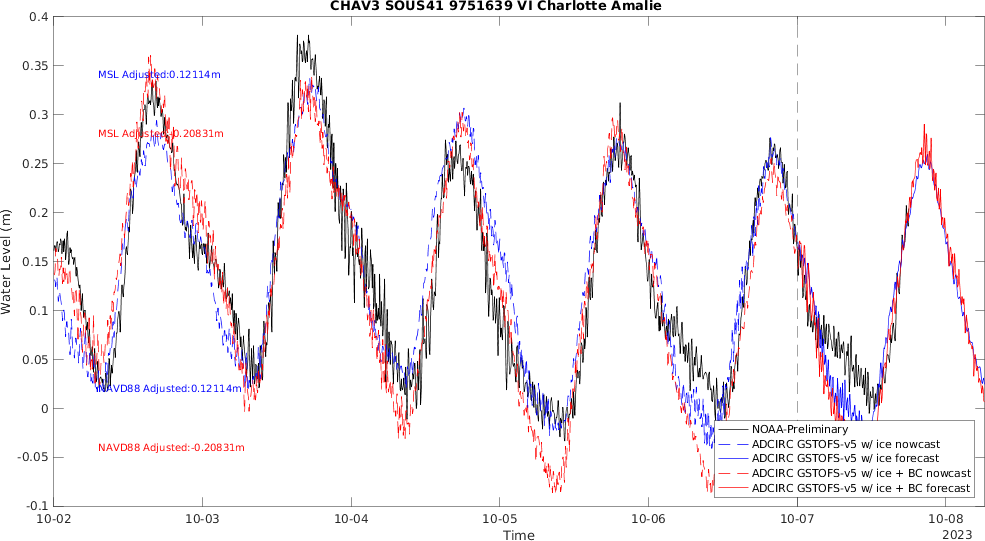 CHAV3 SOUS41 9751639 VI Charlotte Amalie
0.4
0.35
0.3
0.25
0.2
0.15
0.1
0.05
0
-0.05
-0.1
Water Level (m)
MSL Adjusted:0.12114m
MSL Adjusted:-0.20831m
NAVD88 Adjusted:0.12114m
NAVD88 Adjusted:-0.20831m
NOAA-Preliminary
ADCIRC GSTOFS-v5 w/ ice nowcast
ADCIRC GSTOFS-v5 w/ ice forecast
ADCIRC GSTOFS-v5 w/ ice + BC nowcast
ADCIRC GSTOFS-v5 w/ ice + BC forecast
10-02 10-03 10-04 10-05 10-06 10-07 10-08
Time
2023